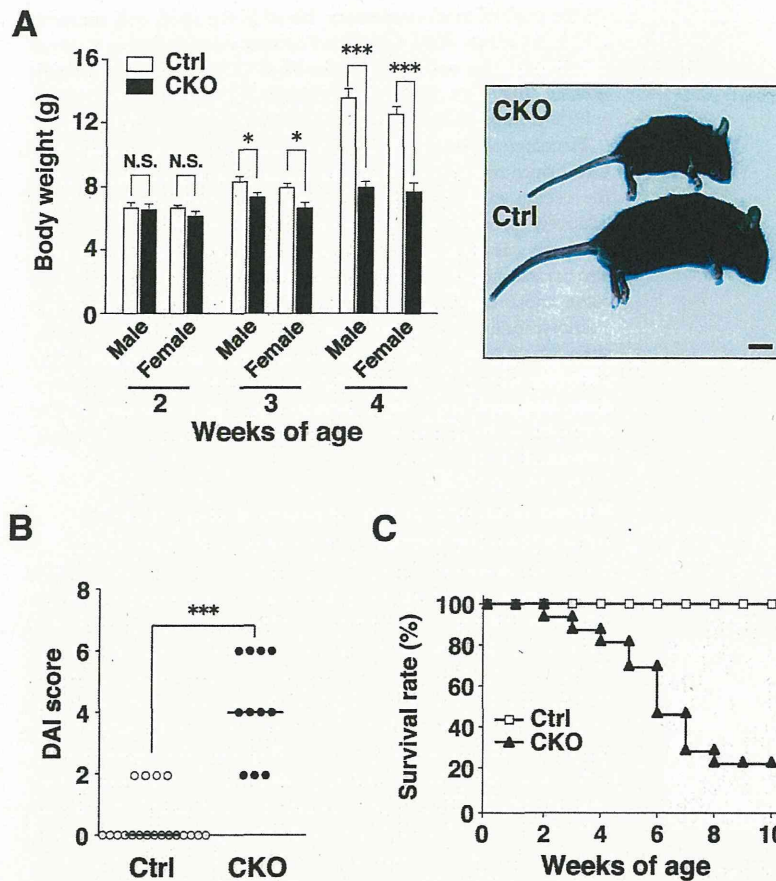 A
Body weight (g)
16
12
8
4
0
Ctrl
CKO
N.S. N.S.
* *
*** ***
Male Female Male Female Male Female
2 3 4
Weeks of age
CKO
Ctrl
B
DAI score
8
6
4
2
0
***
Ctrl CKO
C
Survival rate (%)
100
80
60
40
20
0
Ctrl
CKO
0 2 4 6 8 10
Weeks of age